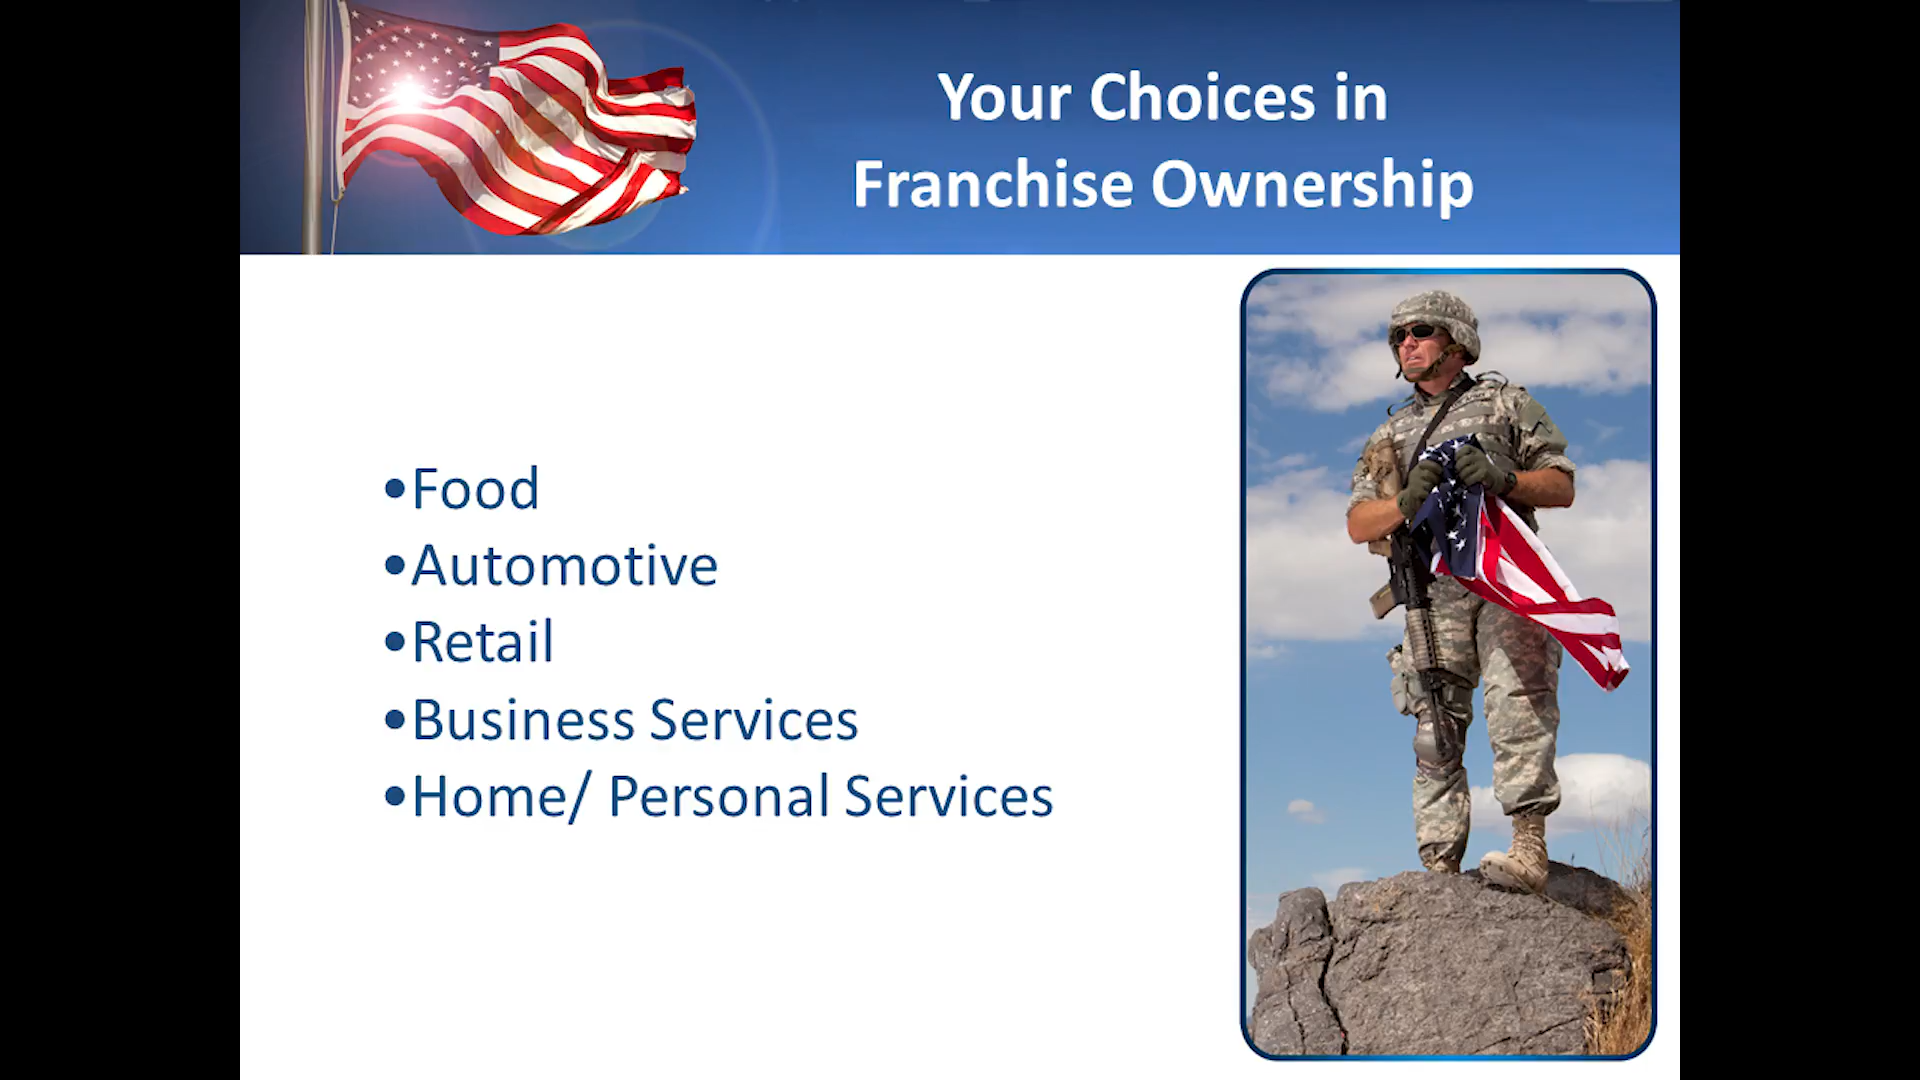 Your Choices in
Franchise Ownership
•Food
•Automotive
•Retail
•Business Services
•Home/ Personal Services